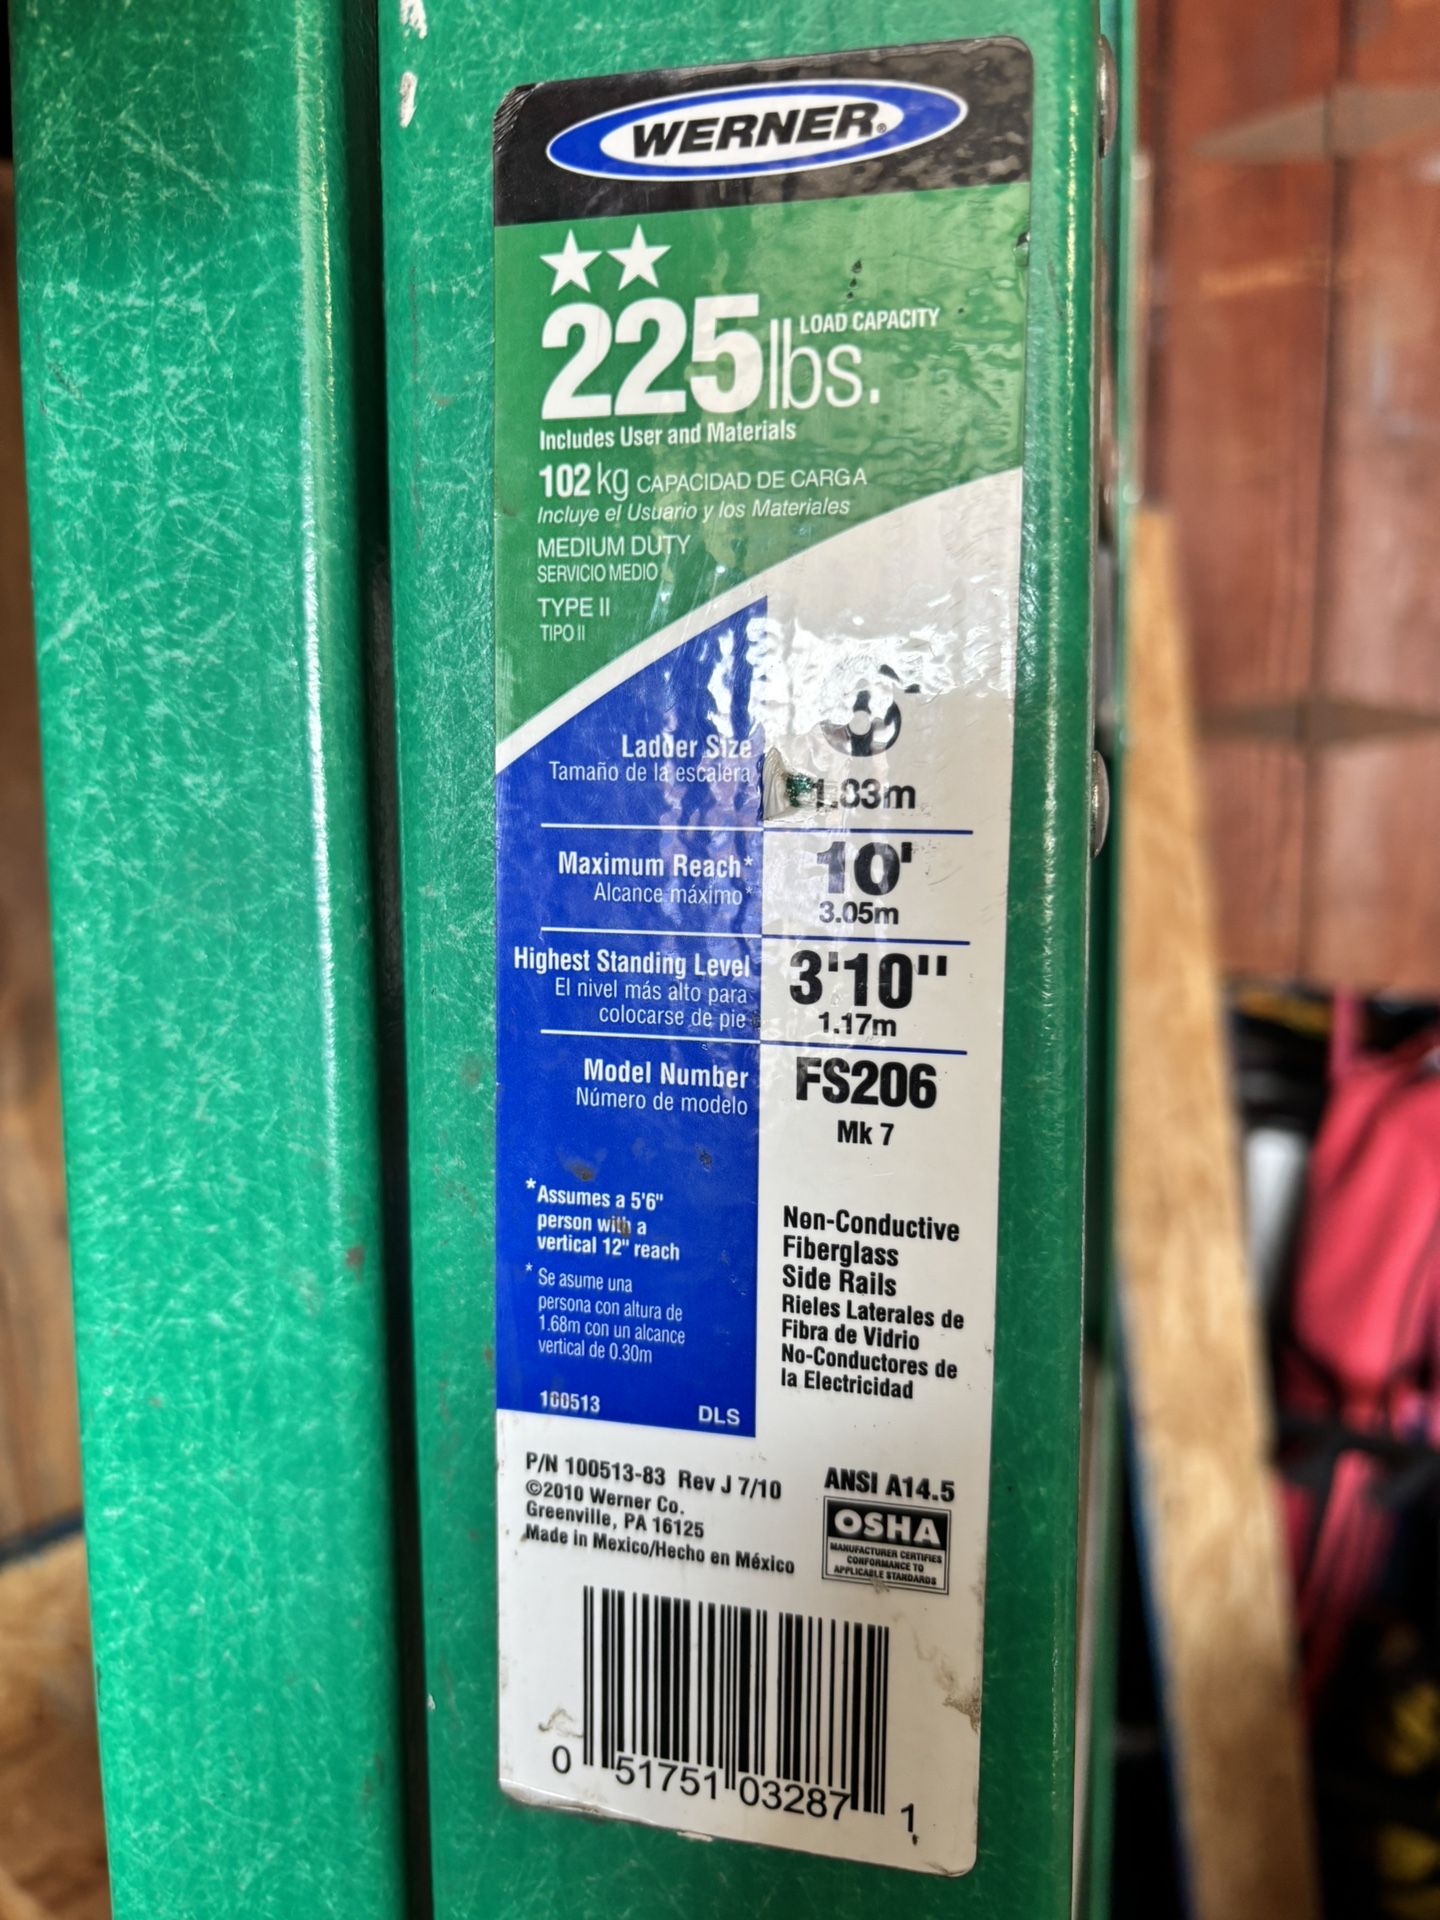 WERNER®
LOAD CAPACITY
225 lbs.
Includes User and Materials
102 kg CAPACIDAD DE CARGA
Incluye el Usuario y los Materiales
MEDIUM DUTY
SERVICIO MEDIO
TYPE II
TIPO II
Ladder Size
Tamaño de la escalera
1.83m
Maximum Reach*
Alcance máximo*
10'
3.05m
Highest Standing Level
El nivel más alto para
colocarse de pie
3'10"
1.17m
Model Number
Número de modelo
FS206
Mk 7
*Assumes a 5'6"
person with a
vertical 12" reach
* Se asume una
persona con altura de
1.68m con un alcance
vertical de 0.30m
100513
DLS
Non-Conductive
Fiberglass
Side Rails
Rieles Laterales de
Fibra de Vidrio
No-Conductores de
la Electricidad
P/N 100513-83 Rev J 7/10
©2010 Werner Co.
Greenville, PA 16125
Made in Mexico/Hecho en México
ANSI A14.5
OSHA
MANUFACTURER CERTIFIES
CONFORMANCE TO
APPLICABLE STANDARDS
0 51751 03287 1